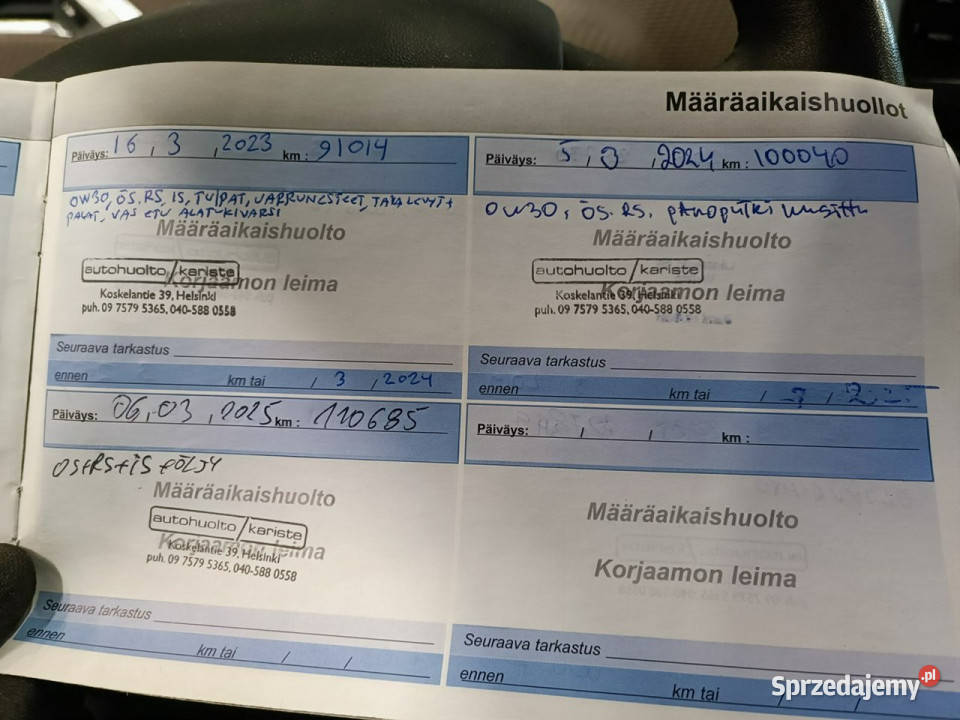 Määräaikaishuollot
Päiväys: 16 . 3 . 2023 km : 91014
0W30, ÖS, RS, IS, TULPAT, JARRUNESTEET, TAKALEVYT+
PALAT, VAS ETU ALATUKIVARSI
Määräaikaishuolto
autohuolto/kariste
Korjaamon leima
Koskelantie 39, Helsinki
puh. 09 7579 5365, 040-588 0558
Seuraava tarkastus
ennen km tai / 3 / 2024
Päiväys: 5 . 3 . 2024 km : 100040
0W30, ÖS. RS. pakoputki uusittu
Määräaikaishuolto
autohuolto/kariste
Korjaamon leima
Koskelantie 39, Helsinki
puh. 09 7579 5365, 040-588 0558
Seuraava tarkastus
ennen km tai / /
Päiväys: 06 . 03 . 2025 km : 110685
OS+RS+IS+ÖLJY
Määräaikaishuolto
autohuolto/kariste
Korjaamon leima
Koskelantie 39, Helsinki
puh. 09 7579 5365, 040-588 0558
Seuraava tarkastus
ennen km tai / /
Päiväys: / / km :
Määräaikaishuolto
Korjaamon leima
Seuraava tarkastus
ennen km tai / /
Sprzedajemy.pl